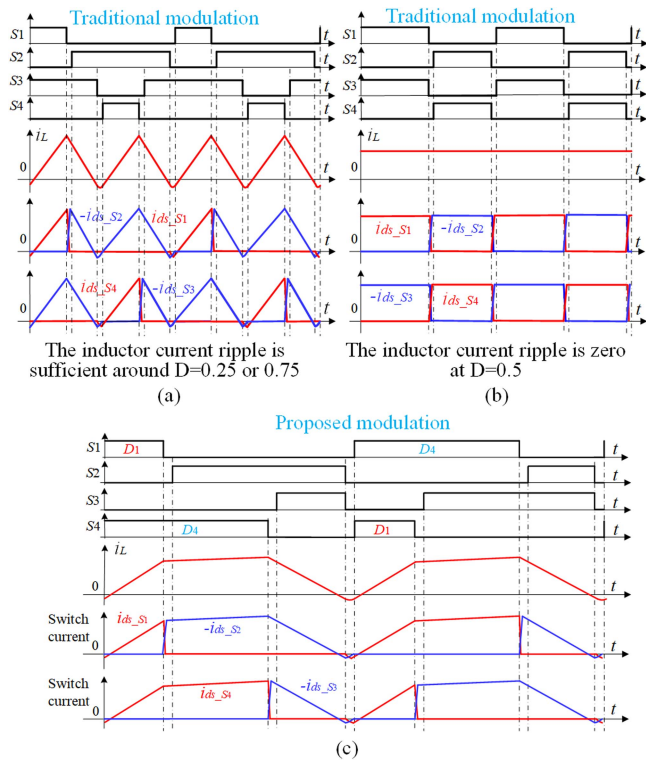 (a)
Traditional modulation
S1
t
S2
t
S3
t
S4
t
iL
0
t
-ids_S2
ids_S1
0
t
ids_S4
-ids_S3
0
t
The inductor current ripple is
sufficient around D=0.25 or 0.75
(a)
(b)
Traditional modulation
S1
t
S2
t
S3
t
S4
t
iL
0
t
ids_S1
-ids_S2
0
t
-ids_S3
ids_S4
0
t
The inductor current ripple is zero
at D=0.5
(b)
Proposed modulation
S1
D1
D4
t
S2
t
S3
t
S4
D4
D1
t
iL
0
t
Switch
current
0
ids_S1
-ids_S2
t
Switch
current
0
ids_S4
-ids_S3
t
(c)